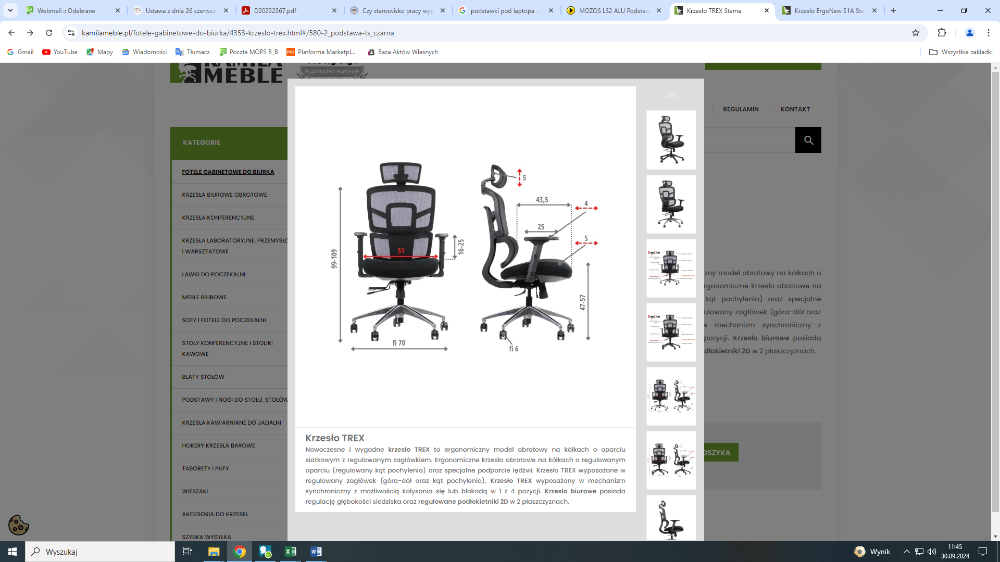 Webmail :: Odebrane
Ustawa z dnia 26 czerwca
D20232367.pdf
Czy stanowisko pracy wyp
podstawki pod laptopa - S
MOZOS LS2 ALU Podstaw
Krzesło TREX Stema
Krzesło ErgoNew S1A Ste
kamilameble.pl/fotele-gabinetowe-do-biurka/4353-krzeslo-trex.html#/580-2_podstawa-ts_czarna
Gmail
YouTube
Mapy
Wiadomości
Tłumacz
Poczta MOPS B_B
Platforma Marketpl...
Baza Aktów Własnych
Wszystkie zakładki
MEBLE
PLATYNOWY PARTNER
REGULAMIN
KONTAKT
KATEGORIE
FOTELE GABINETOWE DO BIURKA
KRZESŁA BIUROWE OBROTOWE
KRZESŁA KONFERENCYJNE
KRZESŁA LABORATORYJNE, PRZEMYSŁO
I WARSZTATOWE
ŁAWKI DO POCZEKALNI
MEBLE BIUROWE
SOFY I FOTELE DO POCZEKALNI
STOŁY KONFERENCYJNE I STOLIKI
KAWOWE
BLATY STOŁÓW
PODSTAWY I NOGI DO STOŁU, STOŁÓW
KRZESŁA KAWIARNIANE DO JADALNI
HOKERY KRZESŁA BAROWE
TABORETY I PUFY
WIESZAKI
AKCESORIA DO KRZESEŁ
SZYBKA WYSYŁKA
99-109
51
16-25
fi 70
5
43,5
4
25
5
47-57
fi 6
ErgoLine
ErgoLine
zny model obrotowy na kółkach o
rgonomiczne krzesło obrotowe na
kąt pochylenia) oraz specjalne
ulowany zagłówek (góra-dół oraz
w mechanizm synchroniczny z
pozycji. Krzesło biurowe posiada
dłokietniki 2D w 2 płaszczyznach.
OSZYKA
Krzesło TREX
Nowoczesne i wygodne krzesło TREX to ergonomiczny model obrotowy na kółkach o oparciu
siatkowym z regulowanym zagłówkiem. Ergonomiczne krzesło obrotowe na kółkach o regulowanym
oparciu (regulowany kąt pochylenia) oraz specjalne podparcie lędźwi. Krzesło TREX wyposażone w
regulowany zagłówek (góra-dół oraz kąt pochylenia). Krzesło TREX wyposażony w mechanizm
synchroniczny z możliwością kołysania się lub blokadą w 1 z 4 pozycji. Krzesło biurowe posiada
regulację głębokości siedziska oraz regulowane podłokietniki 2D w 2 płaszczyznach.
Wyszukaj
Wynik
11:45
30.09.2024